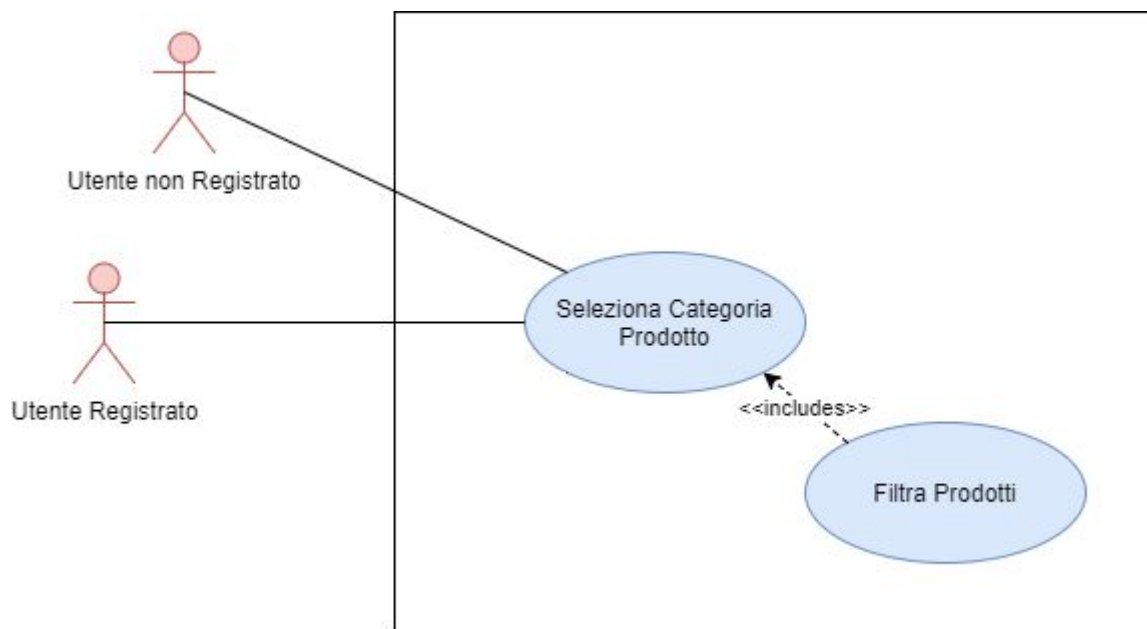 Utente non Registrato
Utente Registrato
Seleziona Categoria
Prodotto
<<includes>>
Filtra Prodotti